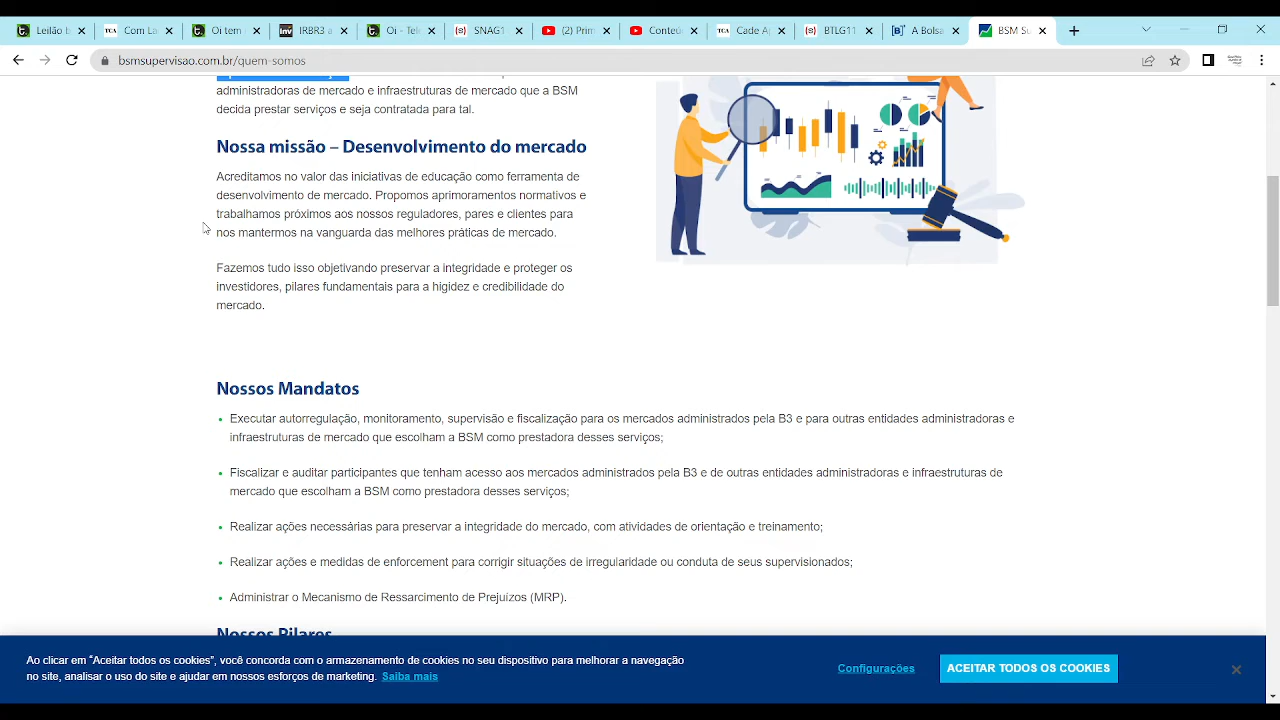 Leilão b
Com La
Oi tem
IRBR3 a
Oi - Tel
SNAG1
(2) Prim
Conteú
Cade A
BTLG11
A Bolsa
BSM Su
bsmsupervisao.com.br/quem-somos
administradoras de mercado e infraestruturas de mercado que a BSM
decida prestar serviços e seja contratada para tal.
Nossa missão – Desenvolvimento do mercado
Acreditamos no valor das iniciativas de educação como ferramenta de
desenvolvimento de mercado. Propomos aprimoramentos normativos e
trabalhamos próximos aos nossos reguladores, pares e clientes para
nos mantermos na vanguarda das melhores práticas de mercado.
Fazemos tudo isso objetivando preservar a integridade e proteger os
investidores, pilares fundamentais para a higidez e credibilidade do
mercado.
Nossos Mandatos
• Executar autorregulação, monitoramento, supervisão e fiscalização para os mercados administrados pela B3 e para outras entidades administradoras e
infraestruturas de mercado que escolham a BSM como prestadora desses serviços;
• Fiscalizar e auditar participantes que tenham acesso aos mercados administrados pela B3 e de outras entidades administradoras e infraestruturas de
mercado que escolham a BSM como prestadora desses serviços;
• Realizar ações necessárias para preservar a integridade do mercado, com atividades de orientação e treinamento;
• Realizar ações e medidas de enforcement para corrigir situações de irregularidade ou conduta de seus supervisionados;
• Administrar o Mecanismo de Ressarcimento de Prejuízos (MRP).
Nossos Pilares
Ao clicar em “Aceitar todos os cookies”, você concorda com o armazenamento de cookies no seu dispositivo para melhorar a navegação
no site, analisar o uso do site e ajudar em nossos esforços de marketing. Saiba mais
Configurações
ACEITAR TODOS OS COOKIES